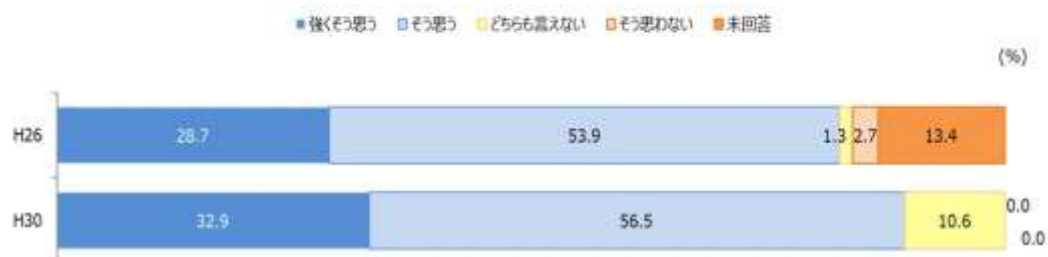 強くそう思う そう思う どちらも言えない そう思わない 未回答
(%)
H26 28.7 53.9 1.3 2.7 13.4
H30 32.9 56.5 10.6 0.0
0.0